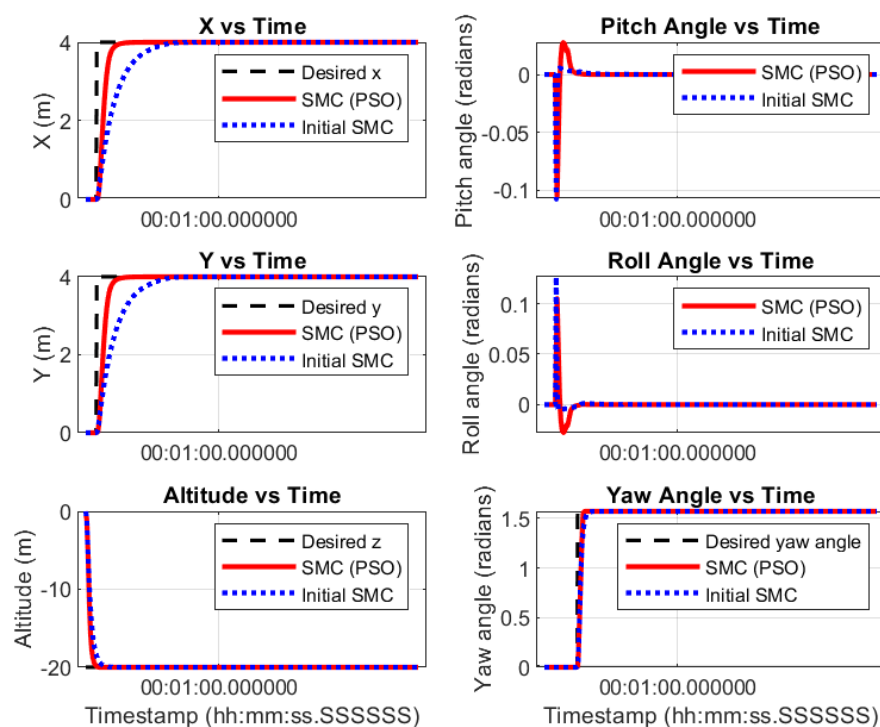 X vs Time
4
2
0
X (m)
Desired x
SMC (PSO)
Initial SMC
00:01:00.000000
Pitch Angle vs Time
0
-0.05
-0.1
Pitch angle (radians)
SMC (PSO)
Initial SMC
00:01:00.000000
Y vs Time
4
2
0
Y (m)
Desired y
SMC (PSO)
Initial SMC
00:01:00.000000
Roll Angle vs Time
0.1
0.05
0
Roll angle (radians)
SMC (PSO)
Initial SMC
00:01:00.000000
Altitude vs Time
0
-10
-20
Altitude (m)
Desired z
SMC (PSO)
Initial SMC
00:01:00.000000
Timestamp (hh:mm:ss.SSSSSS)
Yaw Angle vs Time
1.5
1
0.5
0
Yaw angle (radians)
Desired yaw angle
SMC (PSO)
Initial SMC
00:01:00.000000
Timestamp (hh:mm:ss.SSSSSS)